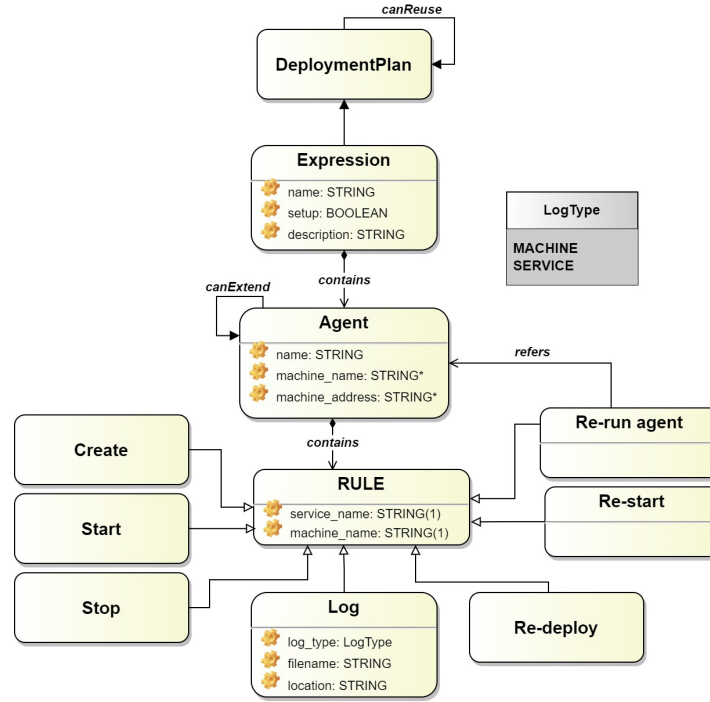 canReuse
DeploymentPlan
Expression
name: STRING
setup: BOOLEAN
description: STRING
LogType
MACHINE
SERVICE
contains
canExtend
Agent
name: STRING
machine_name: STRING*
machine_address: STRING*
refers
Create
contains
Re-run agent
RULE
service_name: STRING(1)
machine_name: STRING(1)
Start
Re-start
Stop
Log
log_type: LogType
filename: STRING
location: STRING
Re-deploy